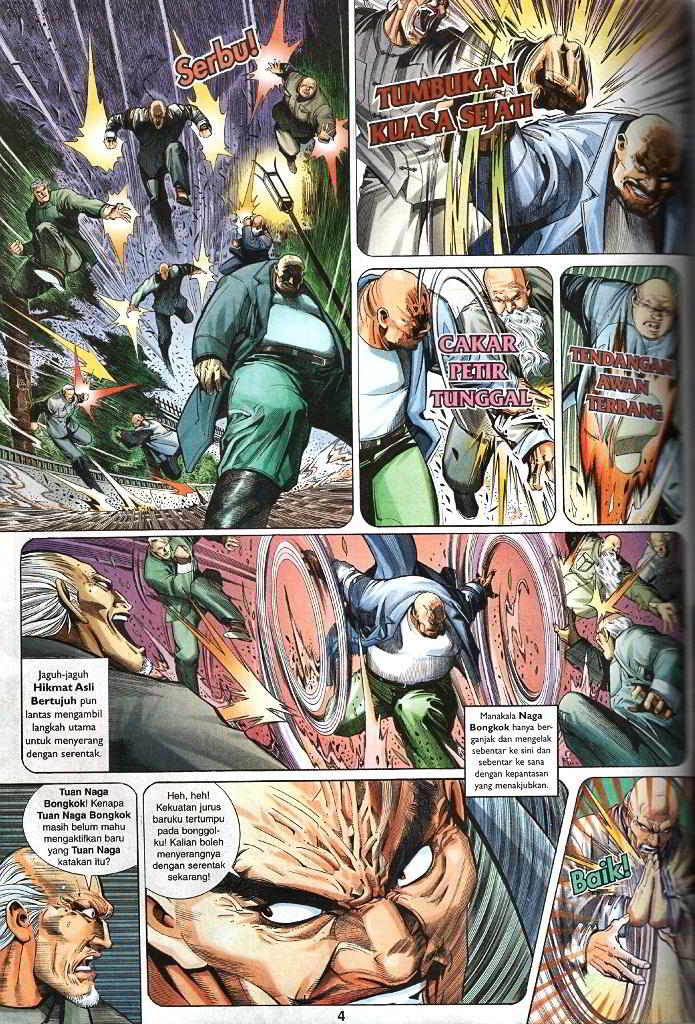 Serbu!
TUMBUKAN
KUASA SEJATI
CAKAR
PETIR
TUNGGAL
TENDANGAN
AWAN
TERBANG
Jaguh-jaguh
Hikmat Asli
Bertujuh pun
lantas mengambil
langkah utama
untuk menyerang
dengan serentak.
Manakala Naga
Bongkok hanya ber-
ganjak dan mengelak
sebentar ke sini dan
sebentar ke sana
dengan kepantasan
yang menakjubkan.
Tuan Naga
Bongkok! Kenapa
Tuan Naga Bongkok
masih belum mahu
mengaktifkan baru
yang Tuan Naga
katakan itu?
Heh, heh!
Kekuatan jurus
baruku tertumpu
pada bonggol-
ku! Kalian boleh
menyerangnya
dengan serentak
sekarang!
Baik!
4